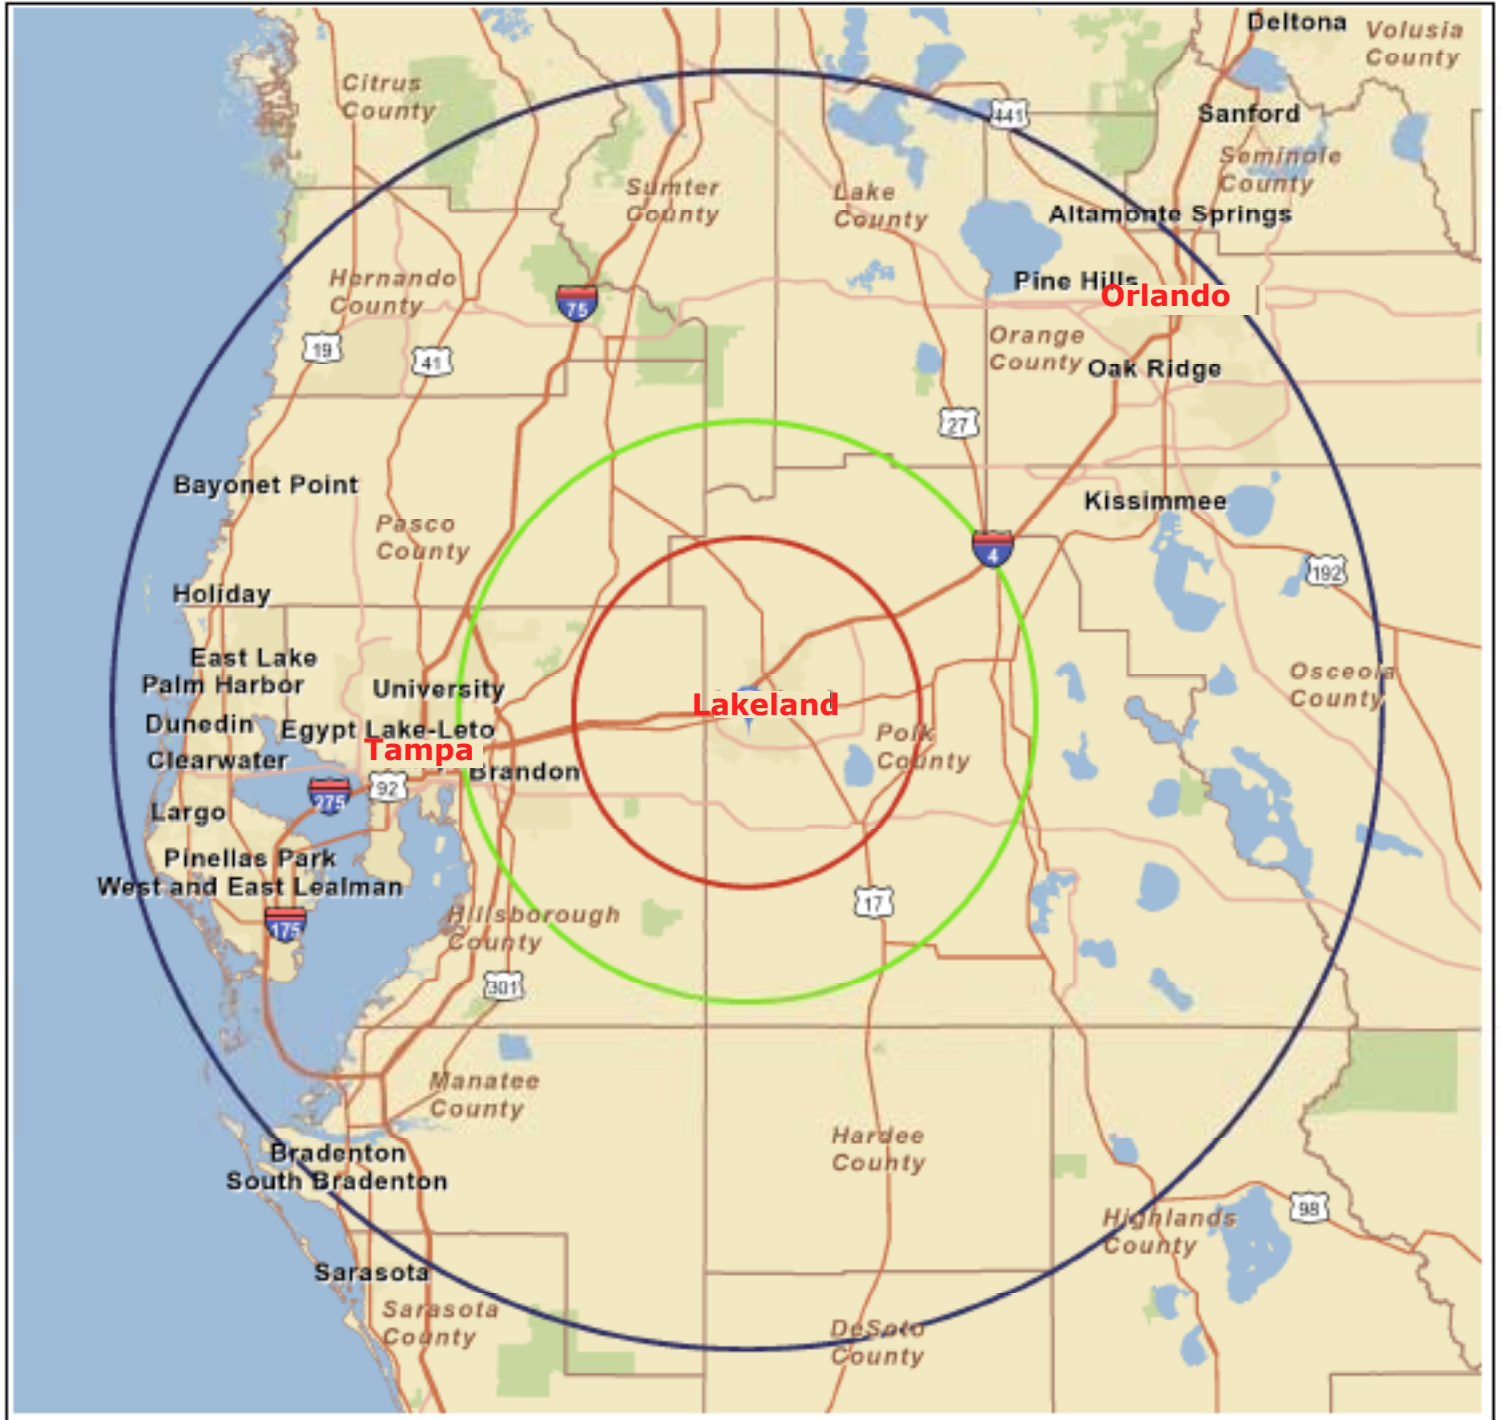 Deltona
Volusia
County
Citrus
County
441
Sanford
Seminole
County
Sumter
County
Lake
County
Altamonte Springs
Hernando
County
75
Pine Hills
Orlando
19
41
Orange
County
Oak Ridge
27
Bayonet Point
Kissimmee
Pasco
County
4
192
Holiday
East Lake
Palm Harbor
University
Osceola
County
Lakeland
Dunedin
Egypt Lake-Leto
Tampa
Polk
County
Clearwater
Brandon
275
92
Largo
Pinellas Park
West and East Lealman
17
175
Hillsborough
County
301
Manatee
County
Hardee
County
Bradenton
South Bradenton
98
Highlands
County
Sarasota
Sarasota
County
DeSoto
County